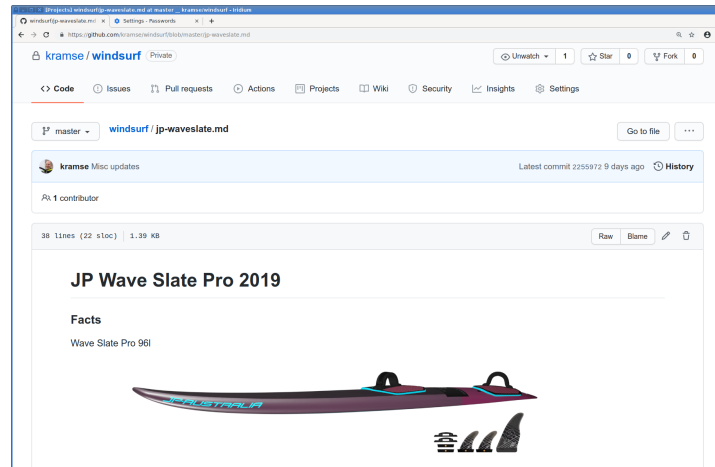 [Projects] windsurf/jp-waveslate.md at master _ kramse/windsurf - Iridium
windsurf/jp-waveslate.md
Settings - Passwords
https://github.com/kramse/windsurf/blob/master/jp-waveslate.md
kramse / windsurf Private
Unwatch 1 Star 0 Fork 0
Code Issues Pull requests Actions Projects Wiki Security Insights Settings
master windsurf / jp-waveslate.md Go to file
kramse Misc updates Latest commit 2255972 9 days ago History
1 contributor
38 lines (22 sloc) 1.39 KB Raw Blame
JP Wave Slate Pro 2019
Facts
Wave Slate Pro 96l
JP AUSTRALIA